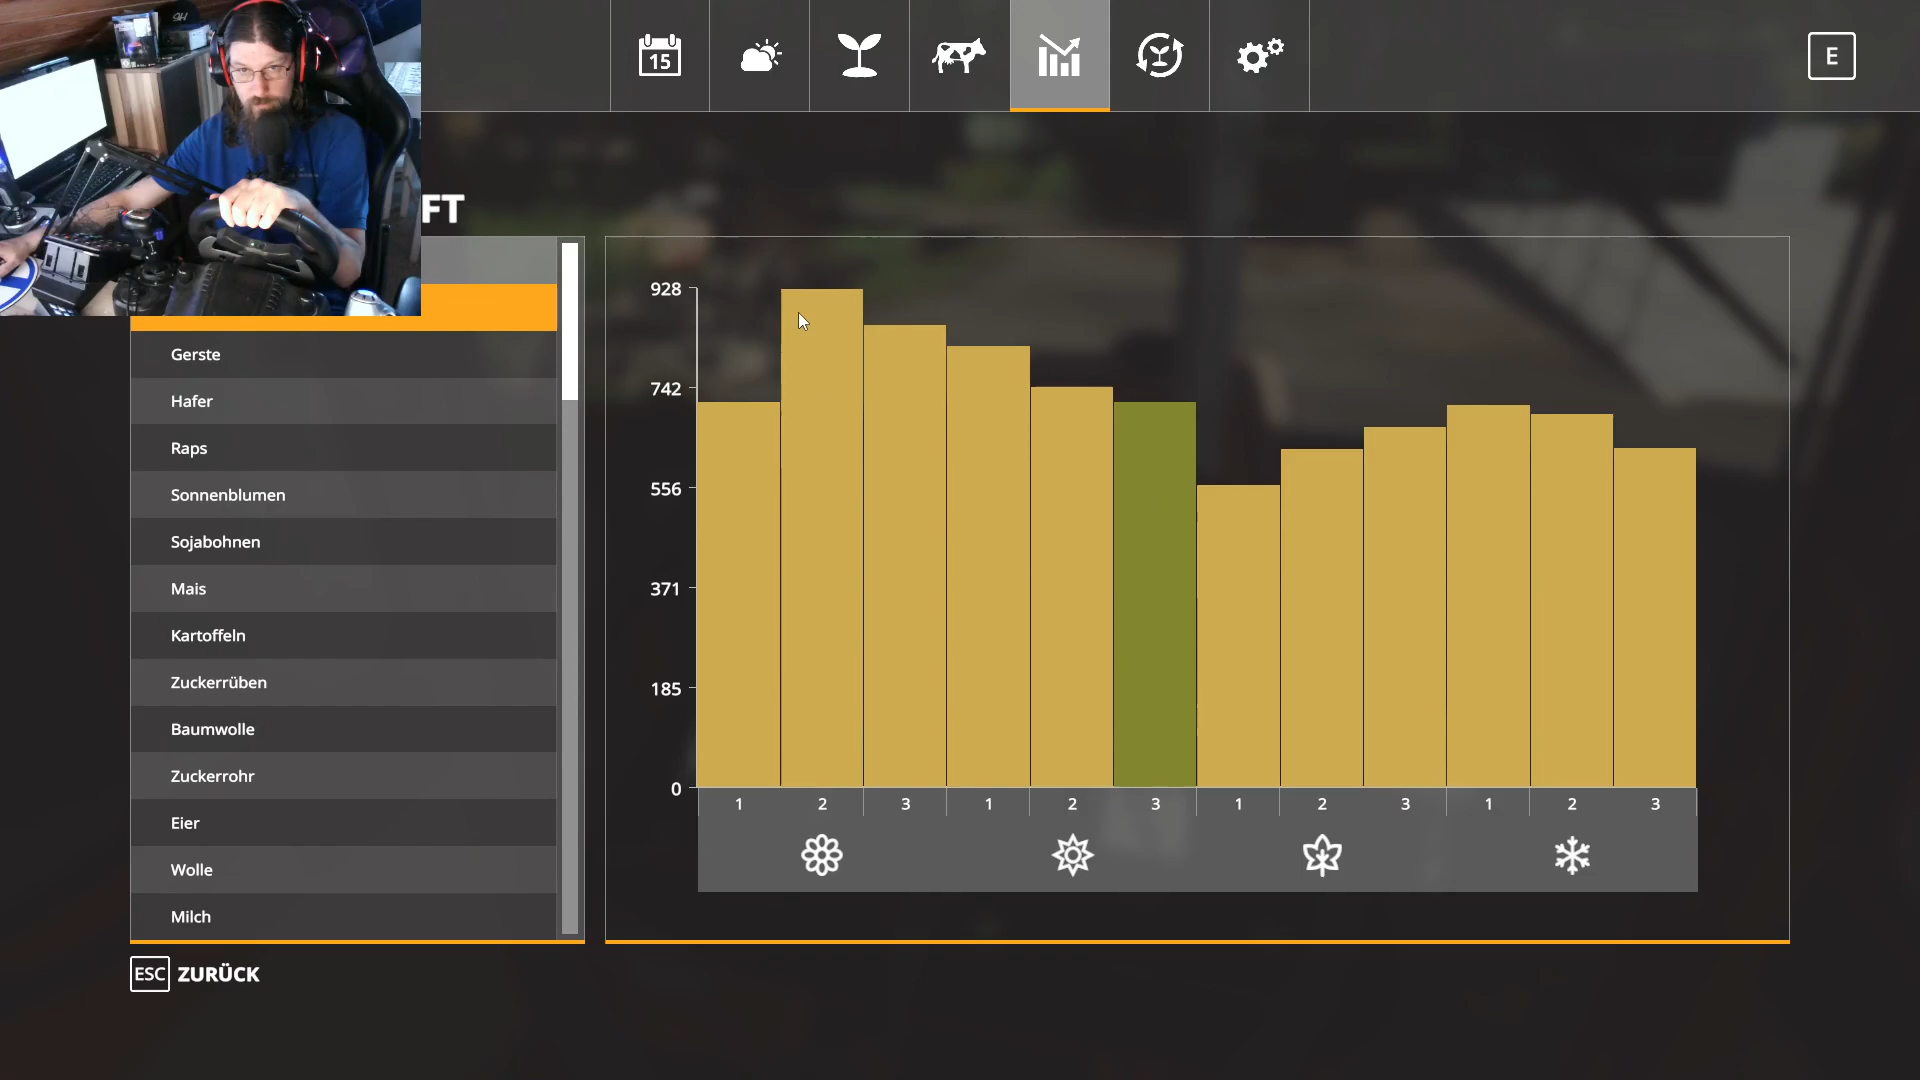 15
E
FT
Gerste
Hafer
Raps
Sonnenblumen
Sojabohnen
Mais
Kartoffeln
Zuckerrüben
Baumwolle
Zuckerrohr
Eier
Wolle
Milch
928
742
556
371
185
0
1 2 3 1 2 3 1 2 3 1 2 3
ESC ZURÜCK